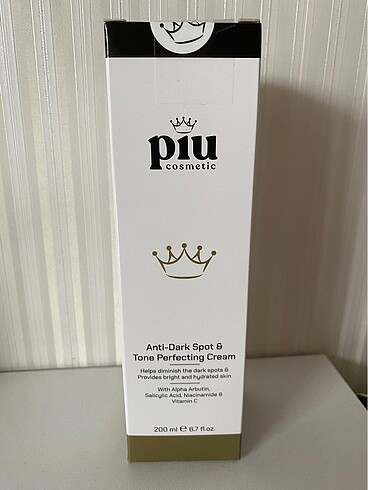 piu
cosmetic
Anti-Dark Spot &
Tone Perfecting Cream
Helps diminish the dark spots &
Provides bright and hydrated skin
With Alpha Arbutin,
Salicylic Acid, Niacinamide &
Vitamin C
200 ml ℮ 6.7 fl.oz.